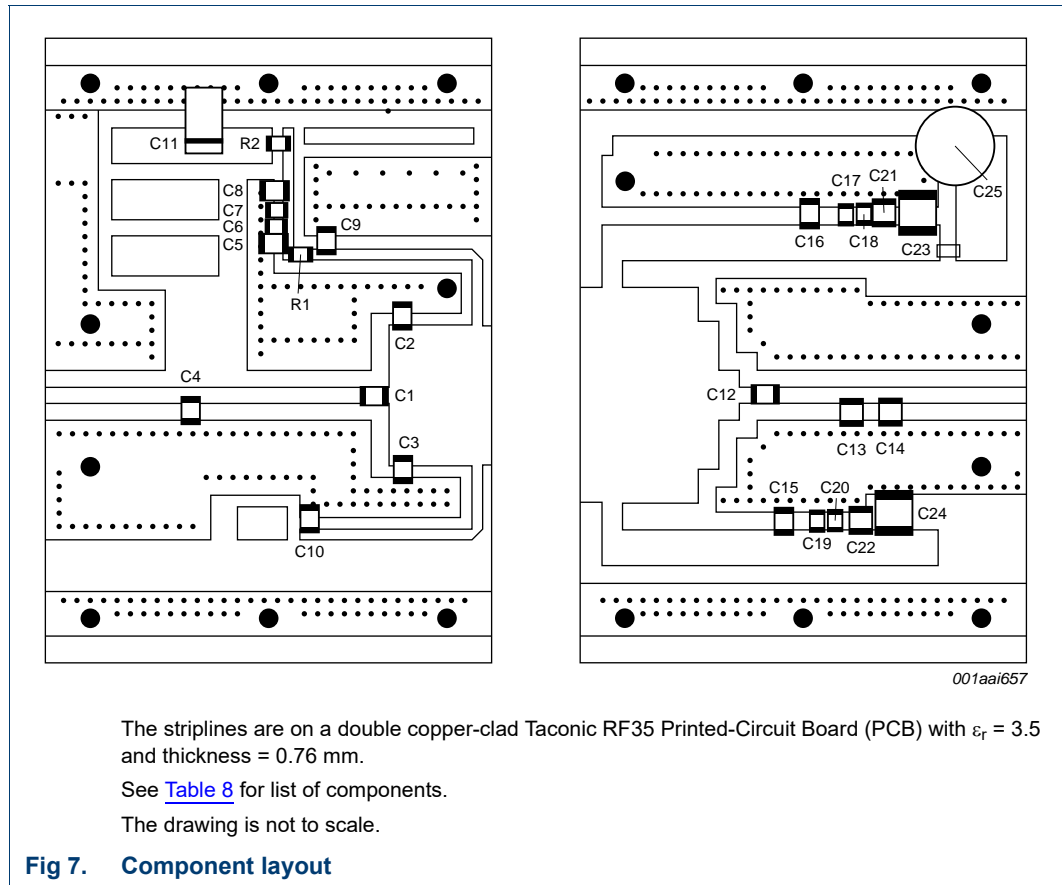 C11
R2
C8
C7
C6
C5
C9
R1
C2
C4
C1
C3
C10
C17
C21
C25
C16
C18
C23
C12
C13
C14
C15
C20
C24
C19
C22
001aai657
The striplines are on a double copper-clad Taconic RF35 Printed-Circuit Board (PCB) with εr = 3.5
and thickness = 0.76 mm.
See Table 8 for list of components.
The drawing is not to scale.
Fig 7. Component layout